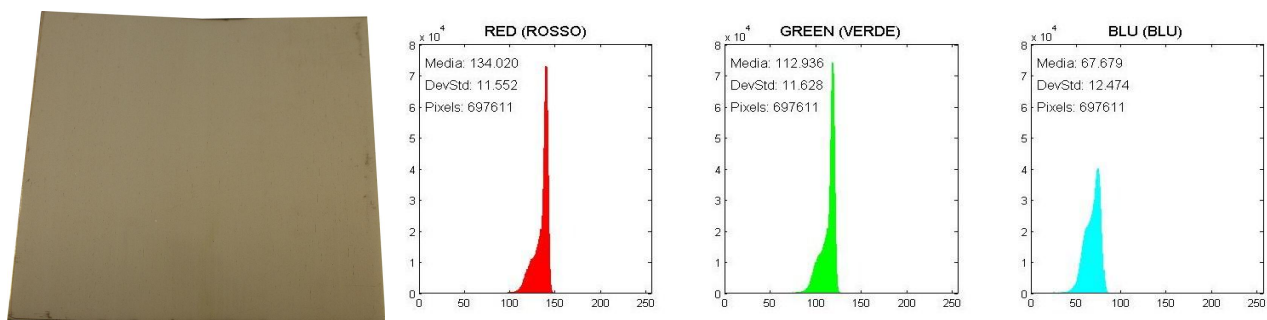 RED (ROSSO)
x 10^4
Media: 134.020
DevStd: 11.552
Pixels: 697611
8
7
6
5
4
3
2
1
0
0 50 100 150 200 250
GREEN (VERDE)
x 10^4
Media: 112.936
DevStd: 11.628
Pixels: 697611
8
7
6
5
4
3
2
1
0
0 50 100 150 200 250
BLU (BLU)
x 10^4
Media: 67.679
DevStd: 12.474
Pixels: 697611
8
7
6
5
4
3
2
1
0
0 50 100 150 200 250